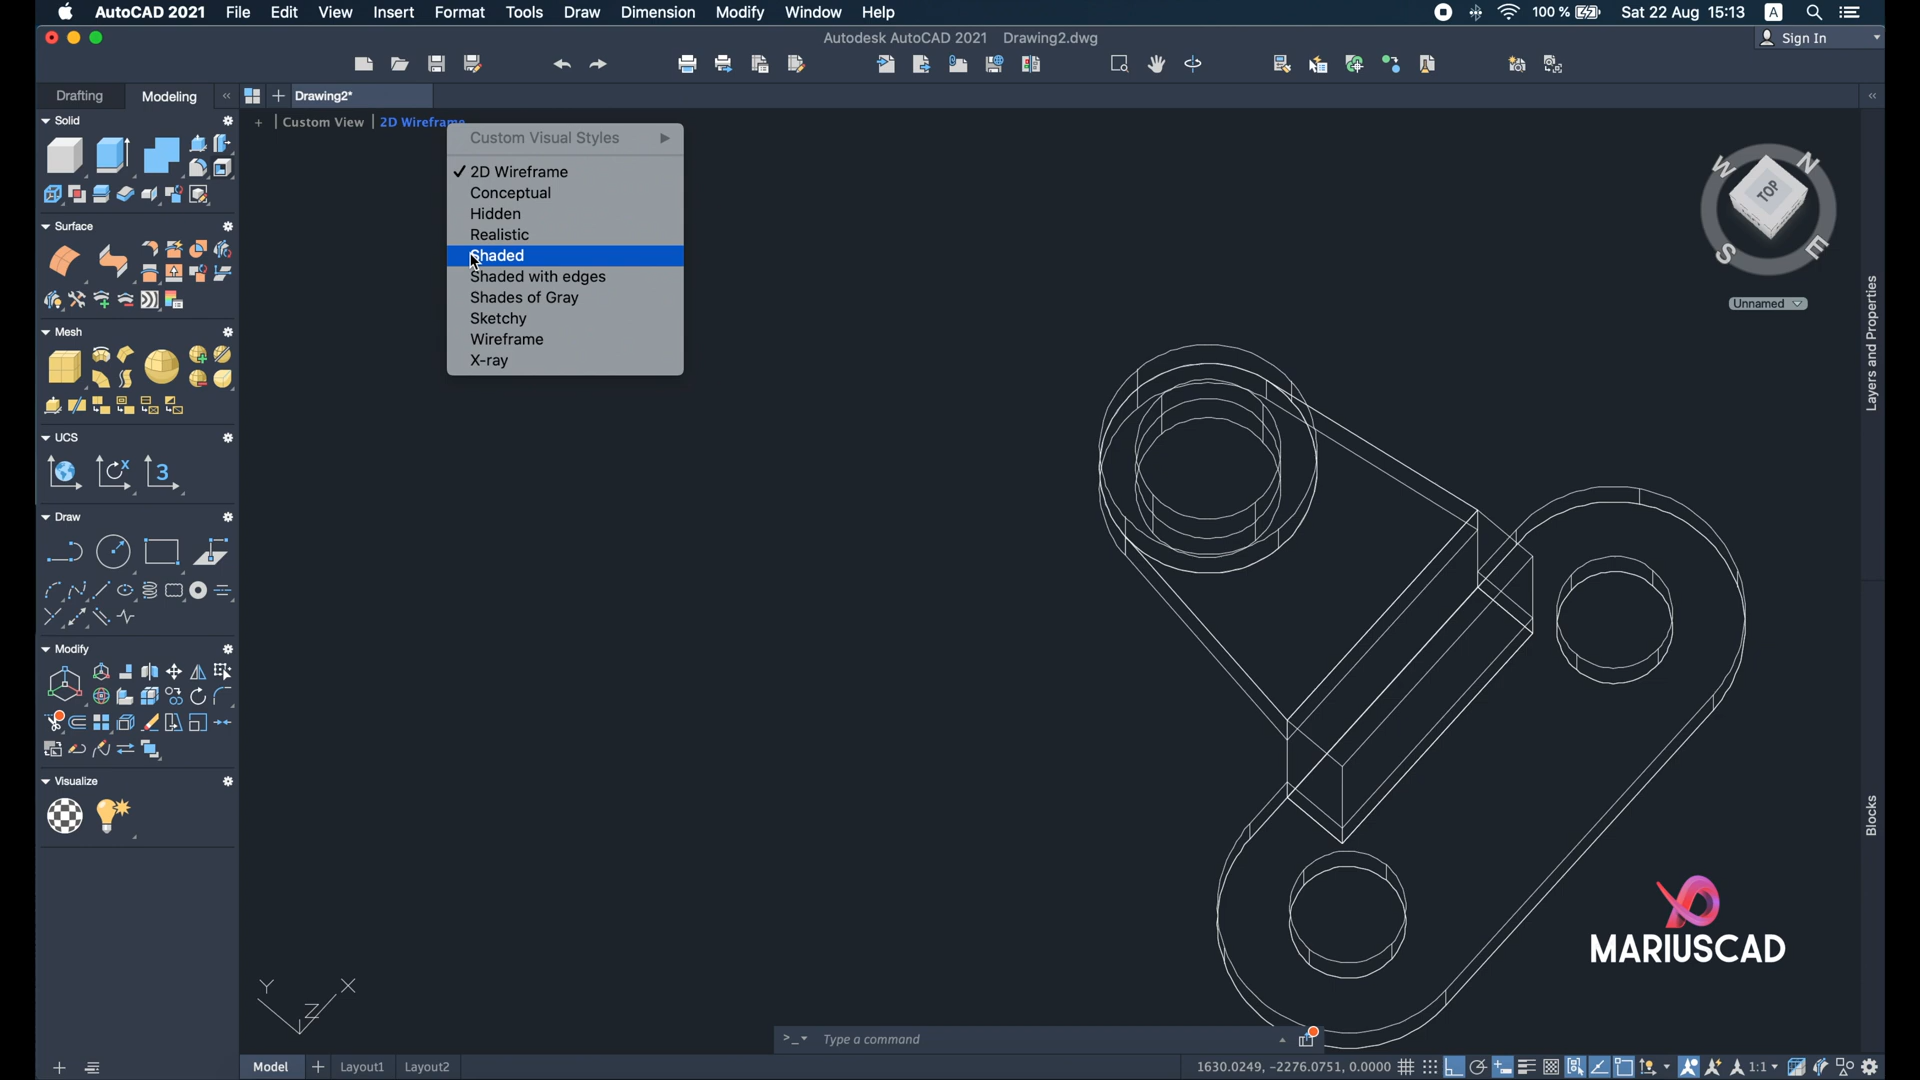 AutoCAD 2021 File Edit View Insert Format Tools Draw Dimension Modify Window Help 100 % Sat 22 Aug 15:13 A
Autodesk AutoCAD 2021 Drawing2.dwg Sign In
Drafting Modeling « + Drawing2* «
Solid
+ | Custom View | 2D Wireframe
Custom Visual Styles
✓ 2D Wireframe
Conceptual
Hidden
Realistic
Shaded
Shaded with edges
Shades of Gray
Sketchy
Wireframe
X-ray
W N
TOP
S E
Unnamed
Surface
Mesh
UCS
X
3
Draw
Modify
Visualize
Layers and Properties
Blocks
MARIUSCAD
Y Z X
>_ Type a command
Model + Layout1 Layout2 1630.0249, -2276.0751, 0.0000 1:1